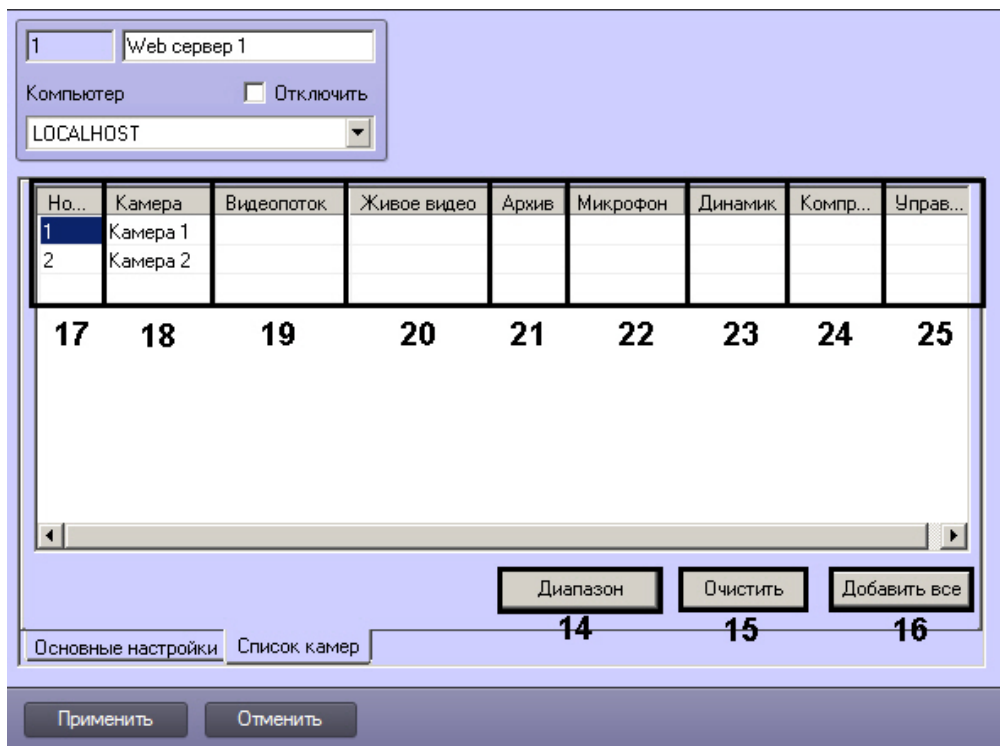 1 Web сервер 1
Компьютер Отключить
LOCALHOST
Но... Камера Видеопоток Живое видео Архив Микрофон Динамик Компр... Управ...
1 Камера 1
2 Камера 2
17 18 19 20 21 22 23 24 25
Диапазон Очистить Добавить все
14 15 16
Основные настройки Список камер
Применить Отменить